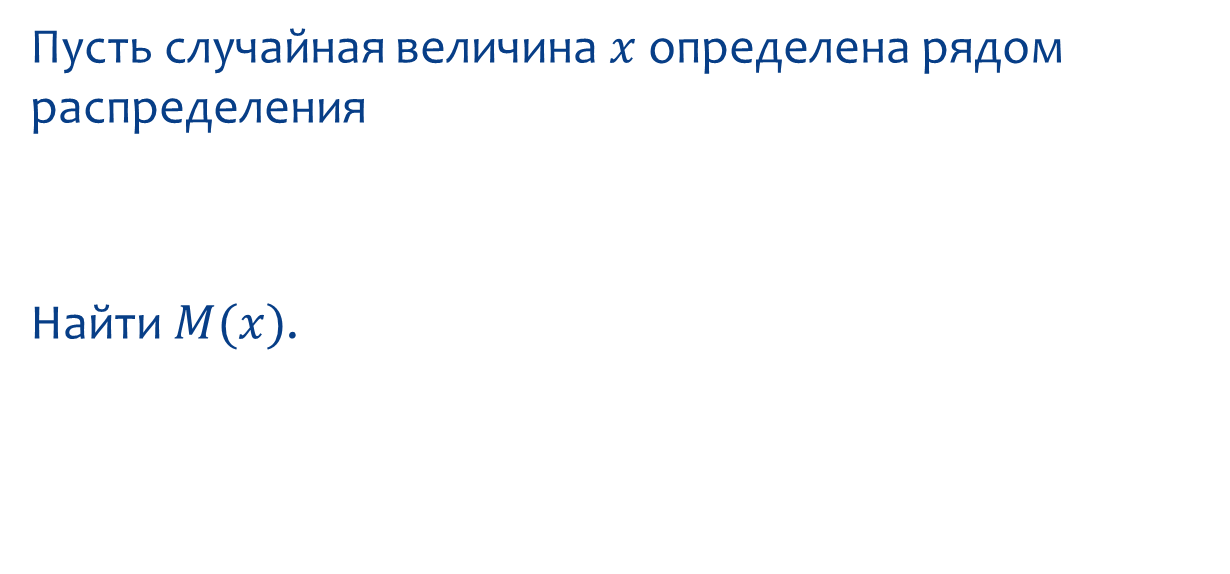 Пусть случайная величина x определена рядом
распределения
Найти M(x).